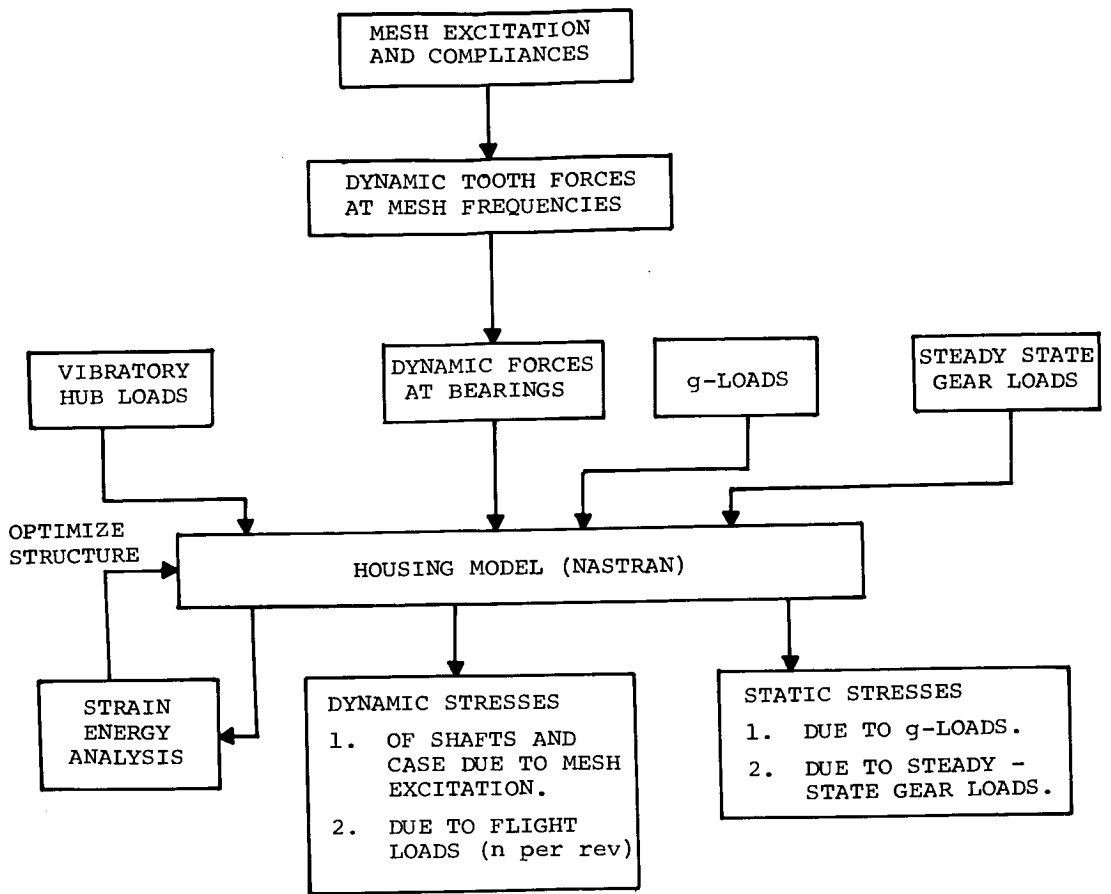 MESH EXCITATION
AND COMPLIANCES
DYNAMIC TOOTH FORCES
AT MESH FREQUENCIES
VIBRATORY
HUB LOADS
DYNAMIC FORCES
AT BEARINGS
g-LOADS
STEADY STATE
GEAR LOADS
OPTIMIZE
STRUCTURE
HOUSING MODEL (NASTRAN)
STRAIN
ENERGY
ANALYSIS
DYNAMIC STRESSES
1. OF SHAFTS AND
CASE DUE TO MESH
EXCITATION.
2. DUE TO FLIGHT
LOADS (n per rev)
STATIC STRESSES
1. DUE TO g-LOADS.
2. DUE TO STEADY -
STATE GEAR LOADS.